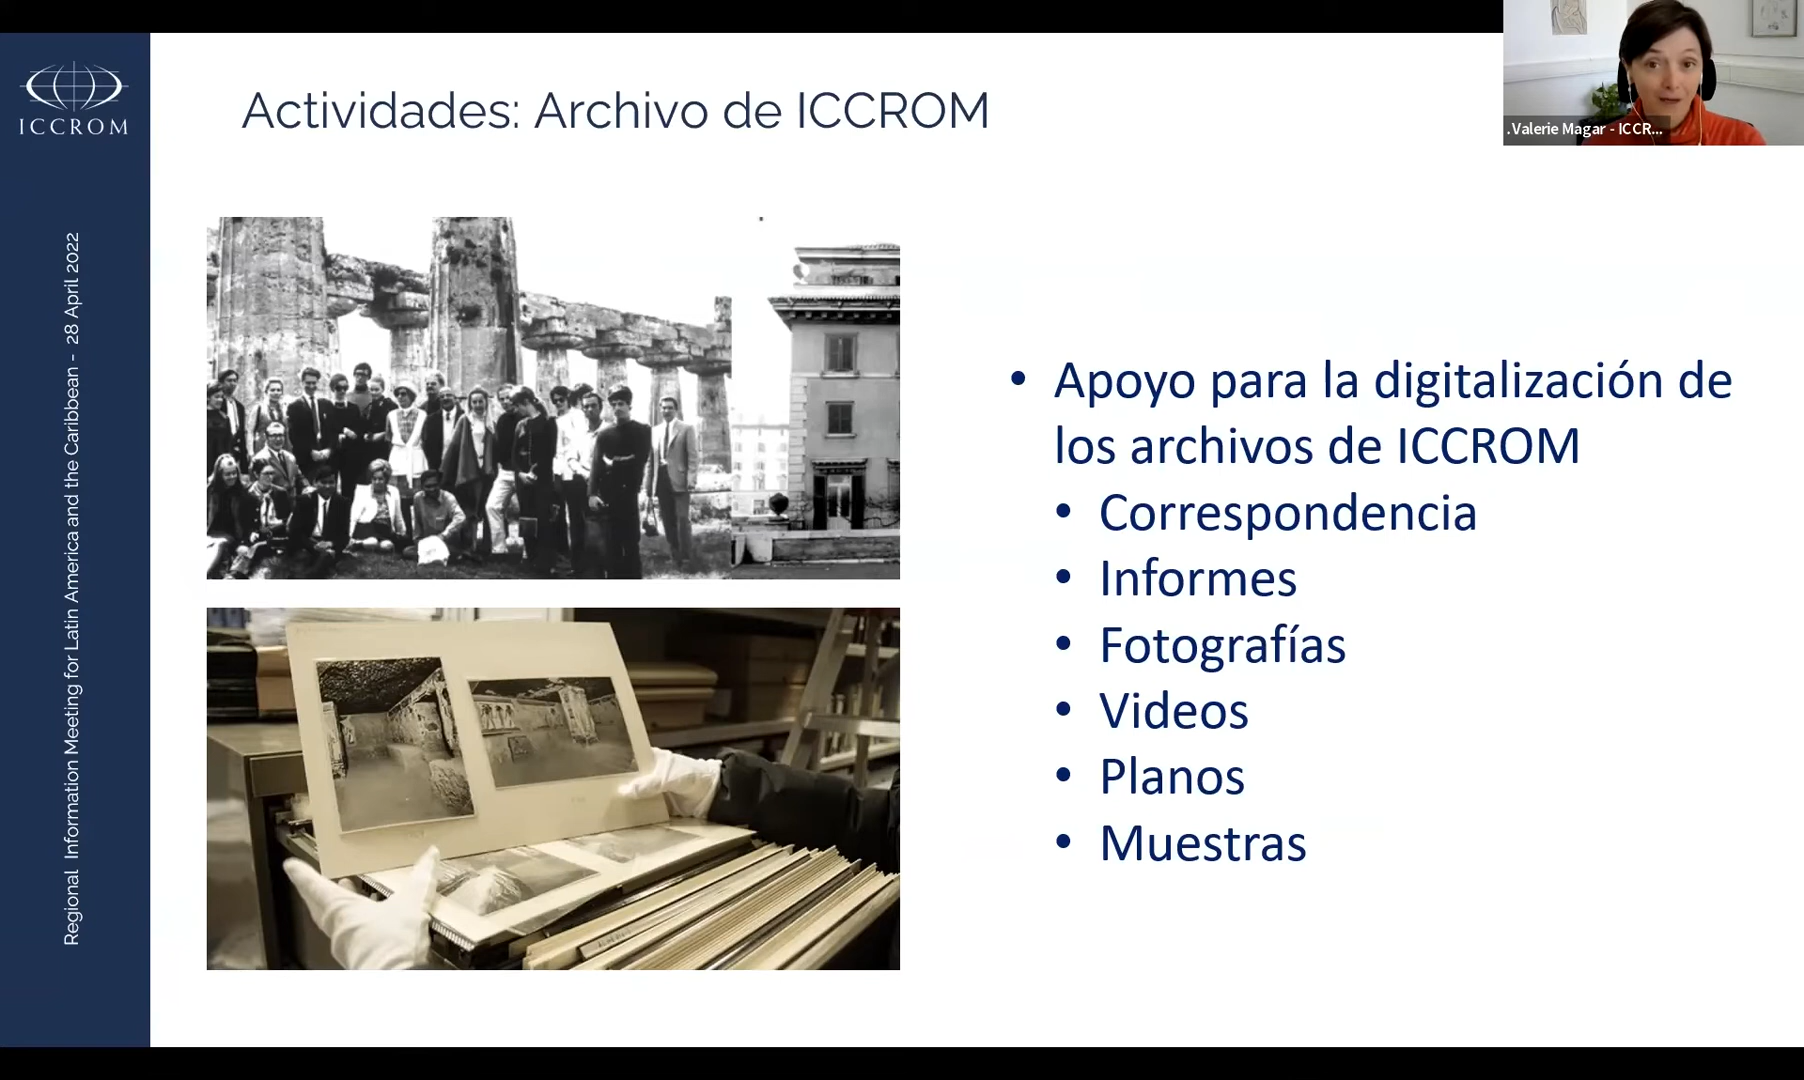 ICCROM
Regional Information Meeting for Latin America and the Caribbean - 28 April 2022
Actividades: Archivo de ICCROM
.Valerie Magar - ICCR...
• Apoyo para la digitalización de
los archivos de ICCROM
• Correspondencia
• Informes
• Fotografías
• Videos
• Planos
• Muestras